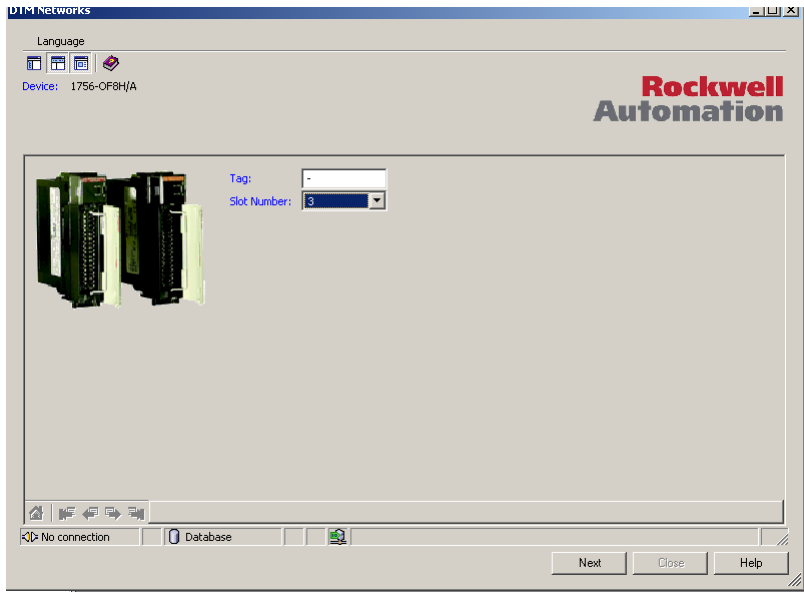 DTM Networks
Language
Device: 1756-OF8H/A
Rockwell
Automation
Tag: -
Slot Number: 3
No connection
Database
Next
Close
Help